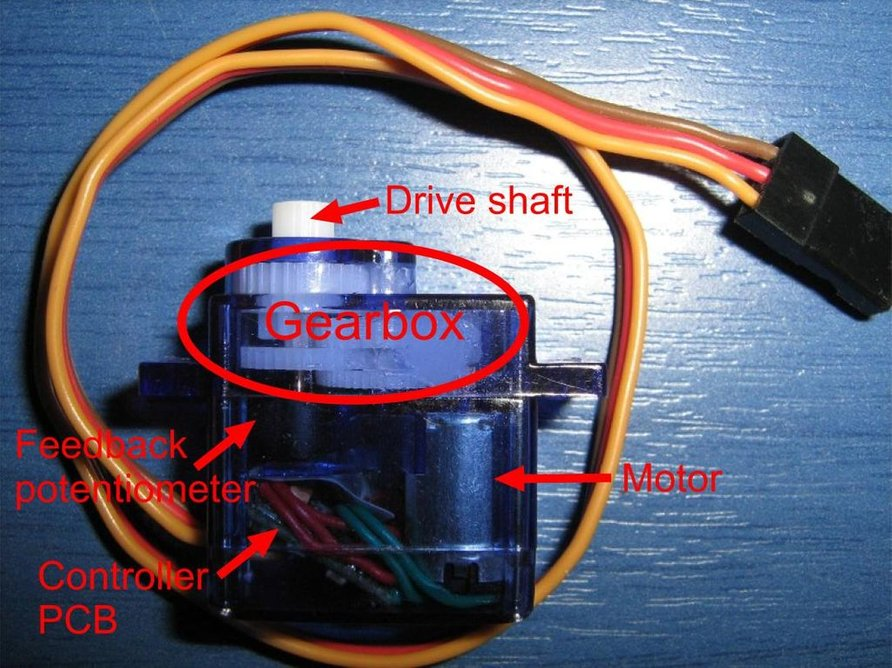 Drive shaft
Gearbox
Feedback
potentiometer
Motor
Controller
PCB